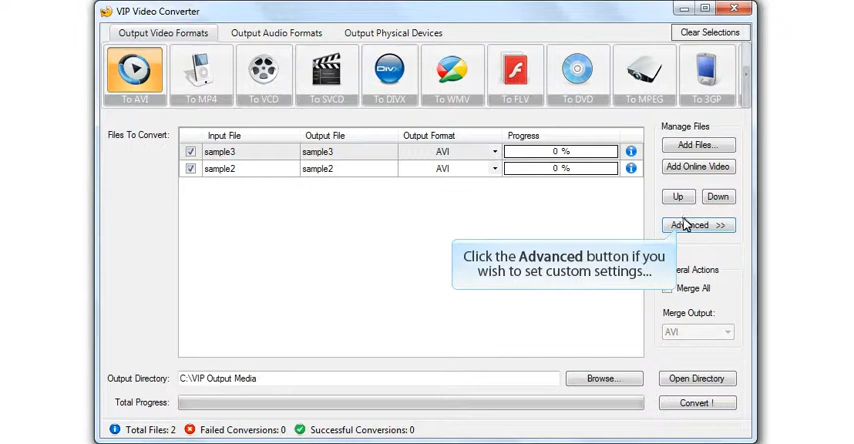 VIP Video Converter
Output Video Formats Output Audio Formats Output Physical Devices Clear Selections
To AVI To MP4 To VCD To SVCD To DIVX To WMV To FLV To DVD To MPEG To 3GP
Files To Convert: Input File Output File Output Format Progress
sample3 sample3 AVI 0 %
sample2 sample2 AVI 0 %
Manage Files
Add Files...
Add Online Video
Up Down
Advanced >>
Click the Advanced button if you
wish to set custom settings...
Merge All
Merge Output:
AVI
Output Directory: C:\VIP Output Media Browse... Open Directory
Total Progress: Convert !
Total Files: 2 Failed Conversions: 0 Successful Conversions: 0